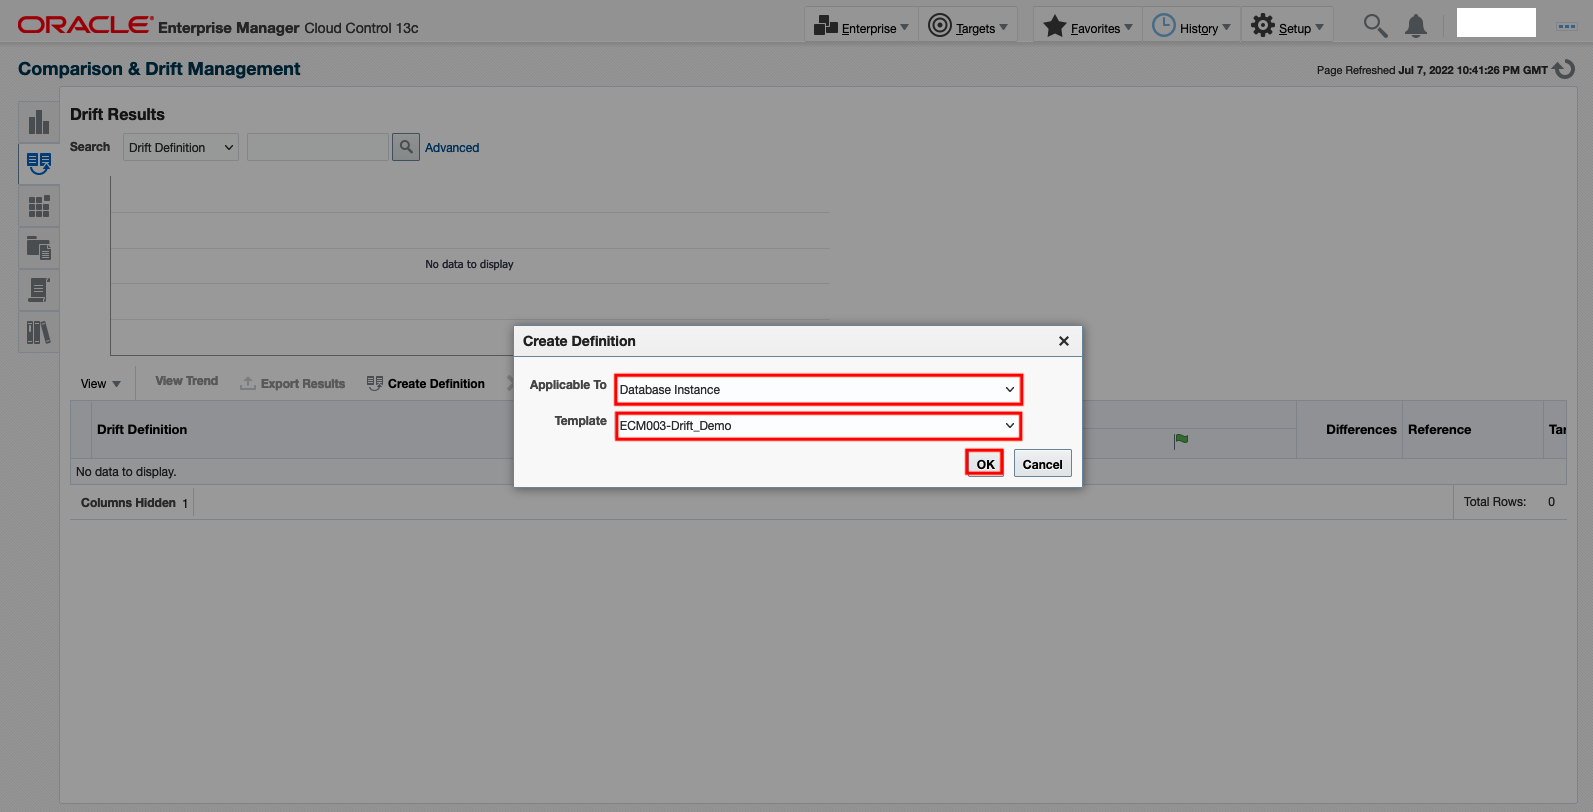 ORACLE Enterprise Manager Cloud Control 13c
Enterprise
Targets
Favorites
History
Setup
Comparison & Drift Management
Page Refreshed Jul 7, 2022 10:41:26 PM GMT
Drift Results
Search
Drift Definition
Advanced
No data to display
Create Definition
Applicable To
Database Instance
Template
ECM003-Drift_Demo
OK
Cancel
View
View Trend
Export Results
Create Definition
Drift Definition
Differences
Reference
Tar
No data to display.
Columns Hidden 1
Total Rows: 0